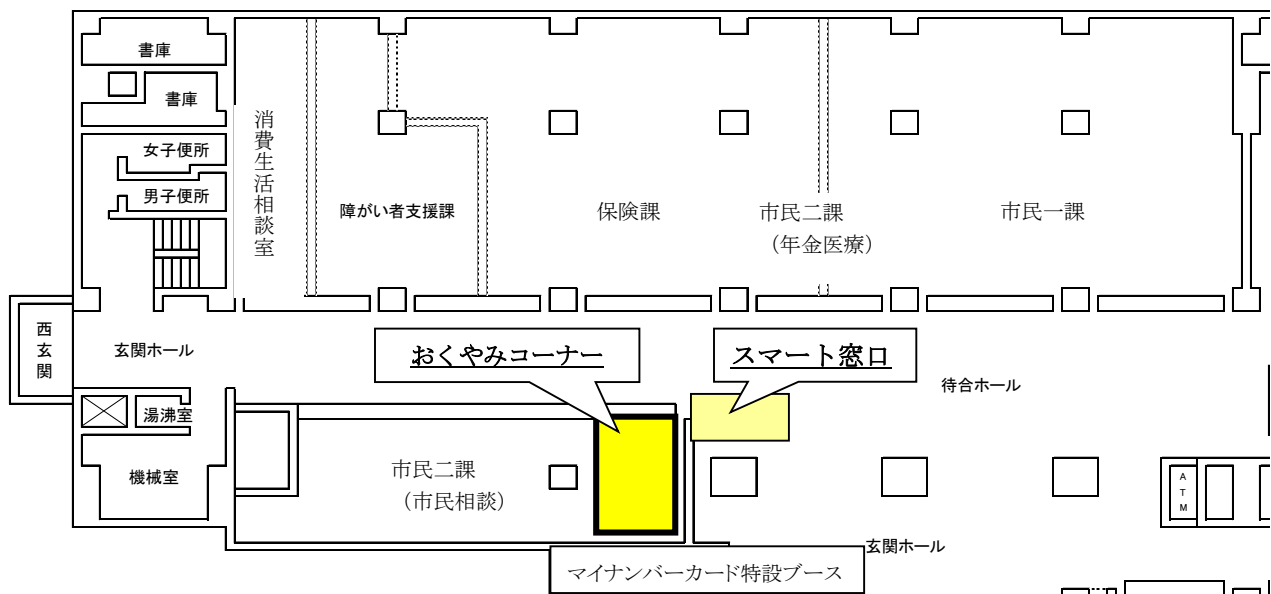 書庫
書庫
女子便所
男子便所
消費生活相談室
障がい者支援課
保険課
市民二課
（年金医療）
市民一課
西玄関
玄関ホール
おくやみコーナー
スマート窓口
待合ホール
湯沸室
機械室
市民二課
（市民相談）
ATM
玄関ホール
マイナンバーカード特設ブース